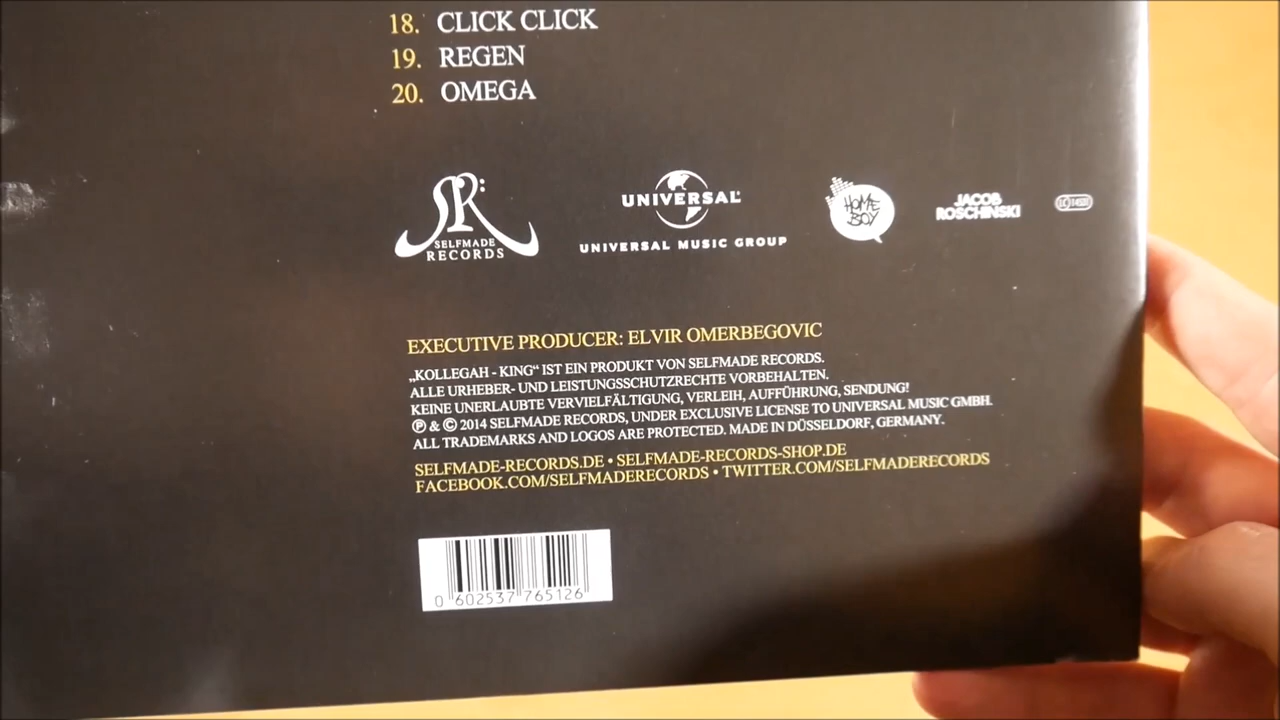 18. CLICK CLICK
19. REGEN
20. OMEGA
SR:
SELFMADE
RECORDS
UNIVERSAL
UNIVERSAL MUSIC GROUP
HOME
BOY
JACOB
ROSCHINSKI
LC 14520
EXECUTIVE PRODUCER: ELVIR OMERBEGOVIC
„KOLLEGAH - KING“ IST EIN PRODUKT VON SELFMADE RECORDS.
ALLE URHEBER- UND LEISTUNGSSCHUTZRECHTE VORBEHALTEN.
KEINE UNERLAUBTE VERVIELFÄLTIGUNG, VERLEIH, AUFFÜHRUNG, SENDUNG!
Ⓟ & © 2014 SELFMADE RECORDS, UNDER EXCLUSIVE LICENSE TO UNIVERSAL MUSIC GMBH.
ALL TRADEMARKS AND LOGOS ARE PROTECTED. MADE IN DÜSSELDORF, GERMANY.
SELFMADE-RECORDS.DE • SELFMADE-RECORDS-SHOP.DE
FACEBOOK.COM/SELFMADERECORDS • TWITTER.COM/SELFMADERECORDS
0 602537 765126